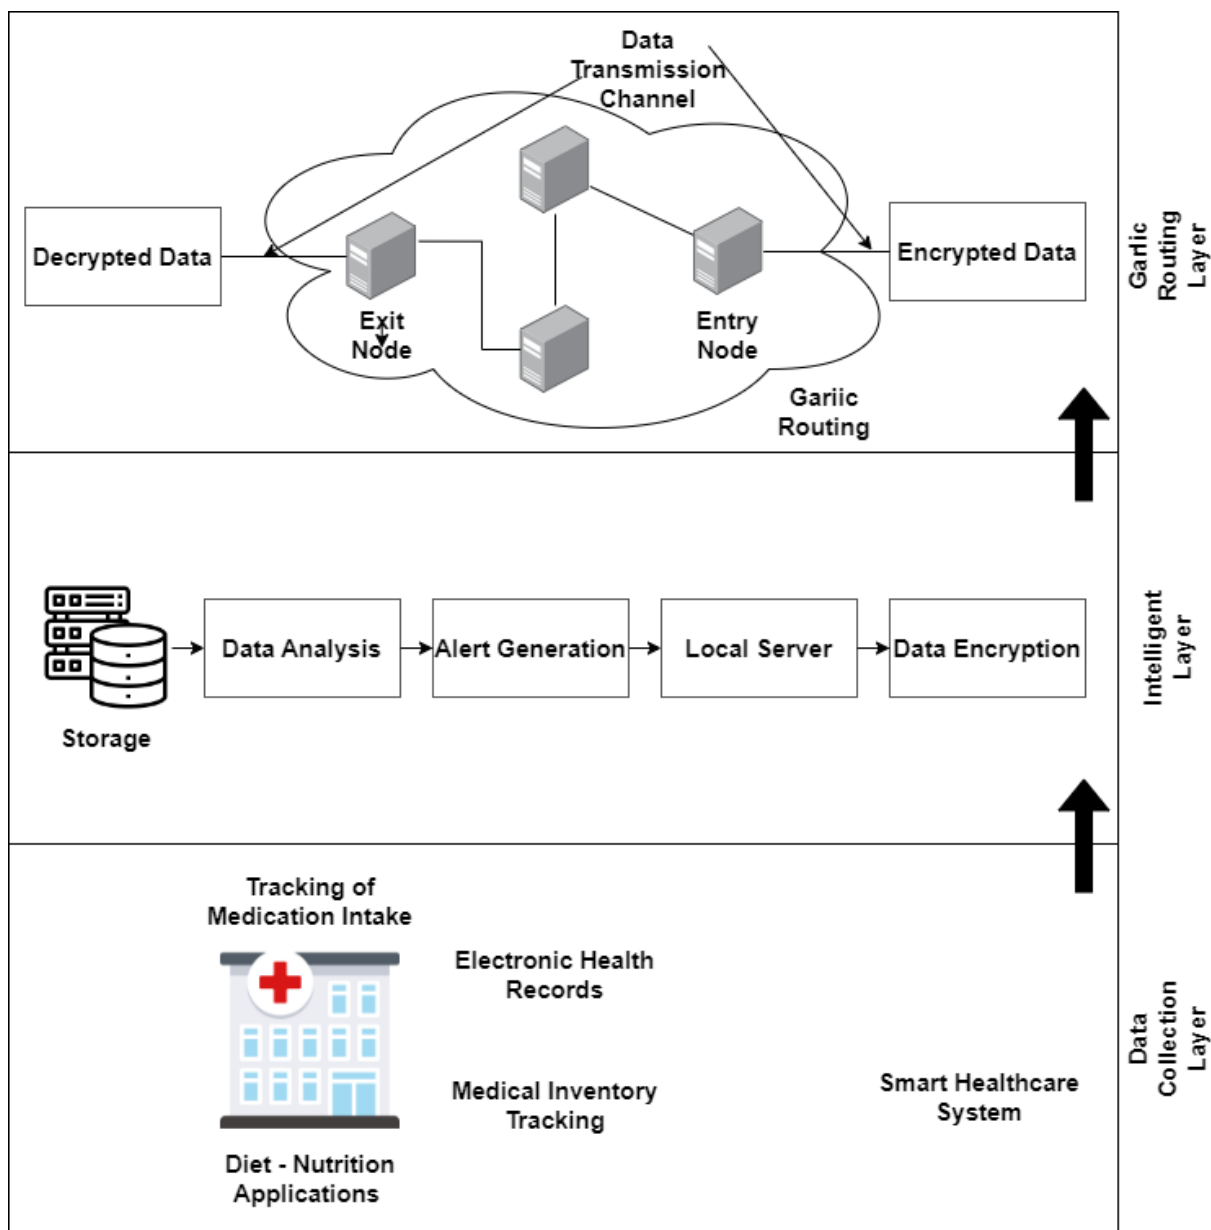 Data
Transmission
Channel
Decrypted Data
Encrypted Data
Exit
Node
Entry
Node
Gariic
Routing
Garlic
Routing
Layer
Storage
Data Analysis
Alert Generation
Local Server
Data Encryption
Intelligent
Layer
Tracking of
Medication Intake
Electronic Health
Records
Medical Inventory
Tracking
Smart Healthcare
System
Diet - Nutrition
Applications
Data
Collection
Layer